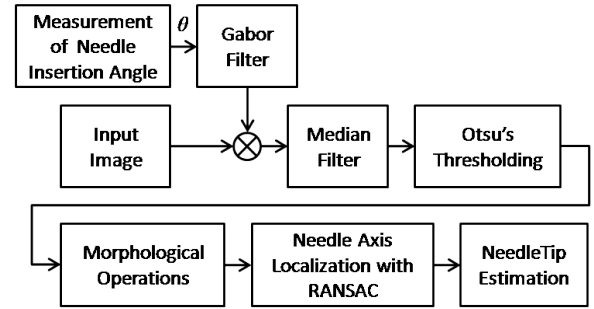 Measurement
of Needle
Insertion Angle
θ
Gabor
Filter
Input
Image
Median
Filter
Otsu's
Thresholding
Morphological
Operations
Needle Axis
Localization with
RANSAC
NeedleTip
Estimation